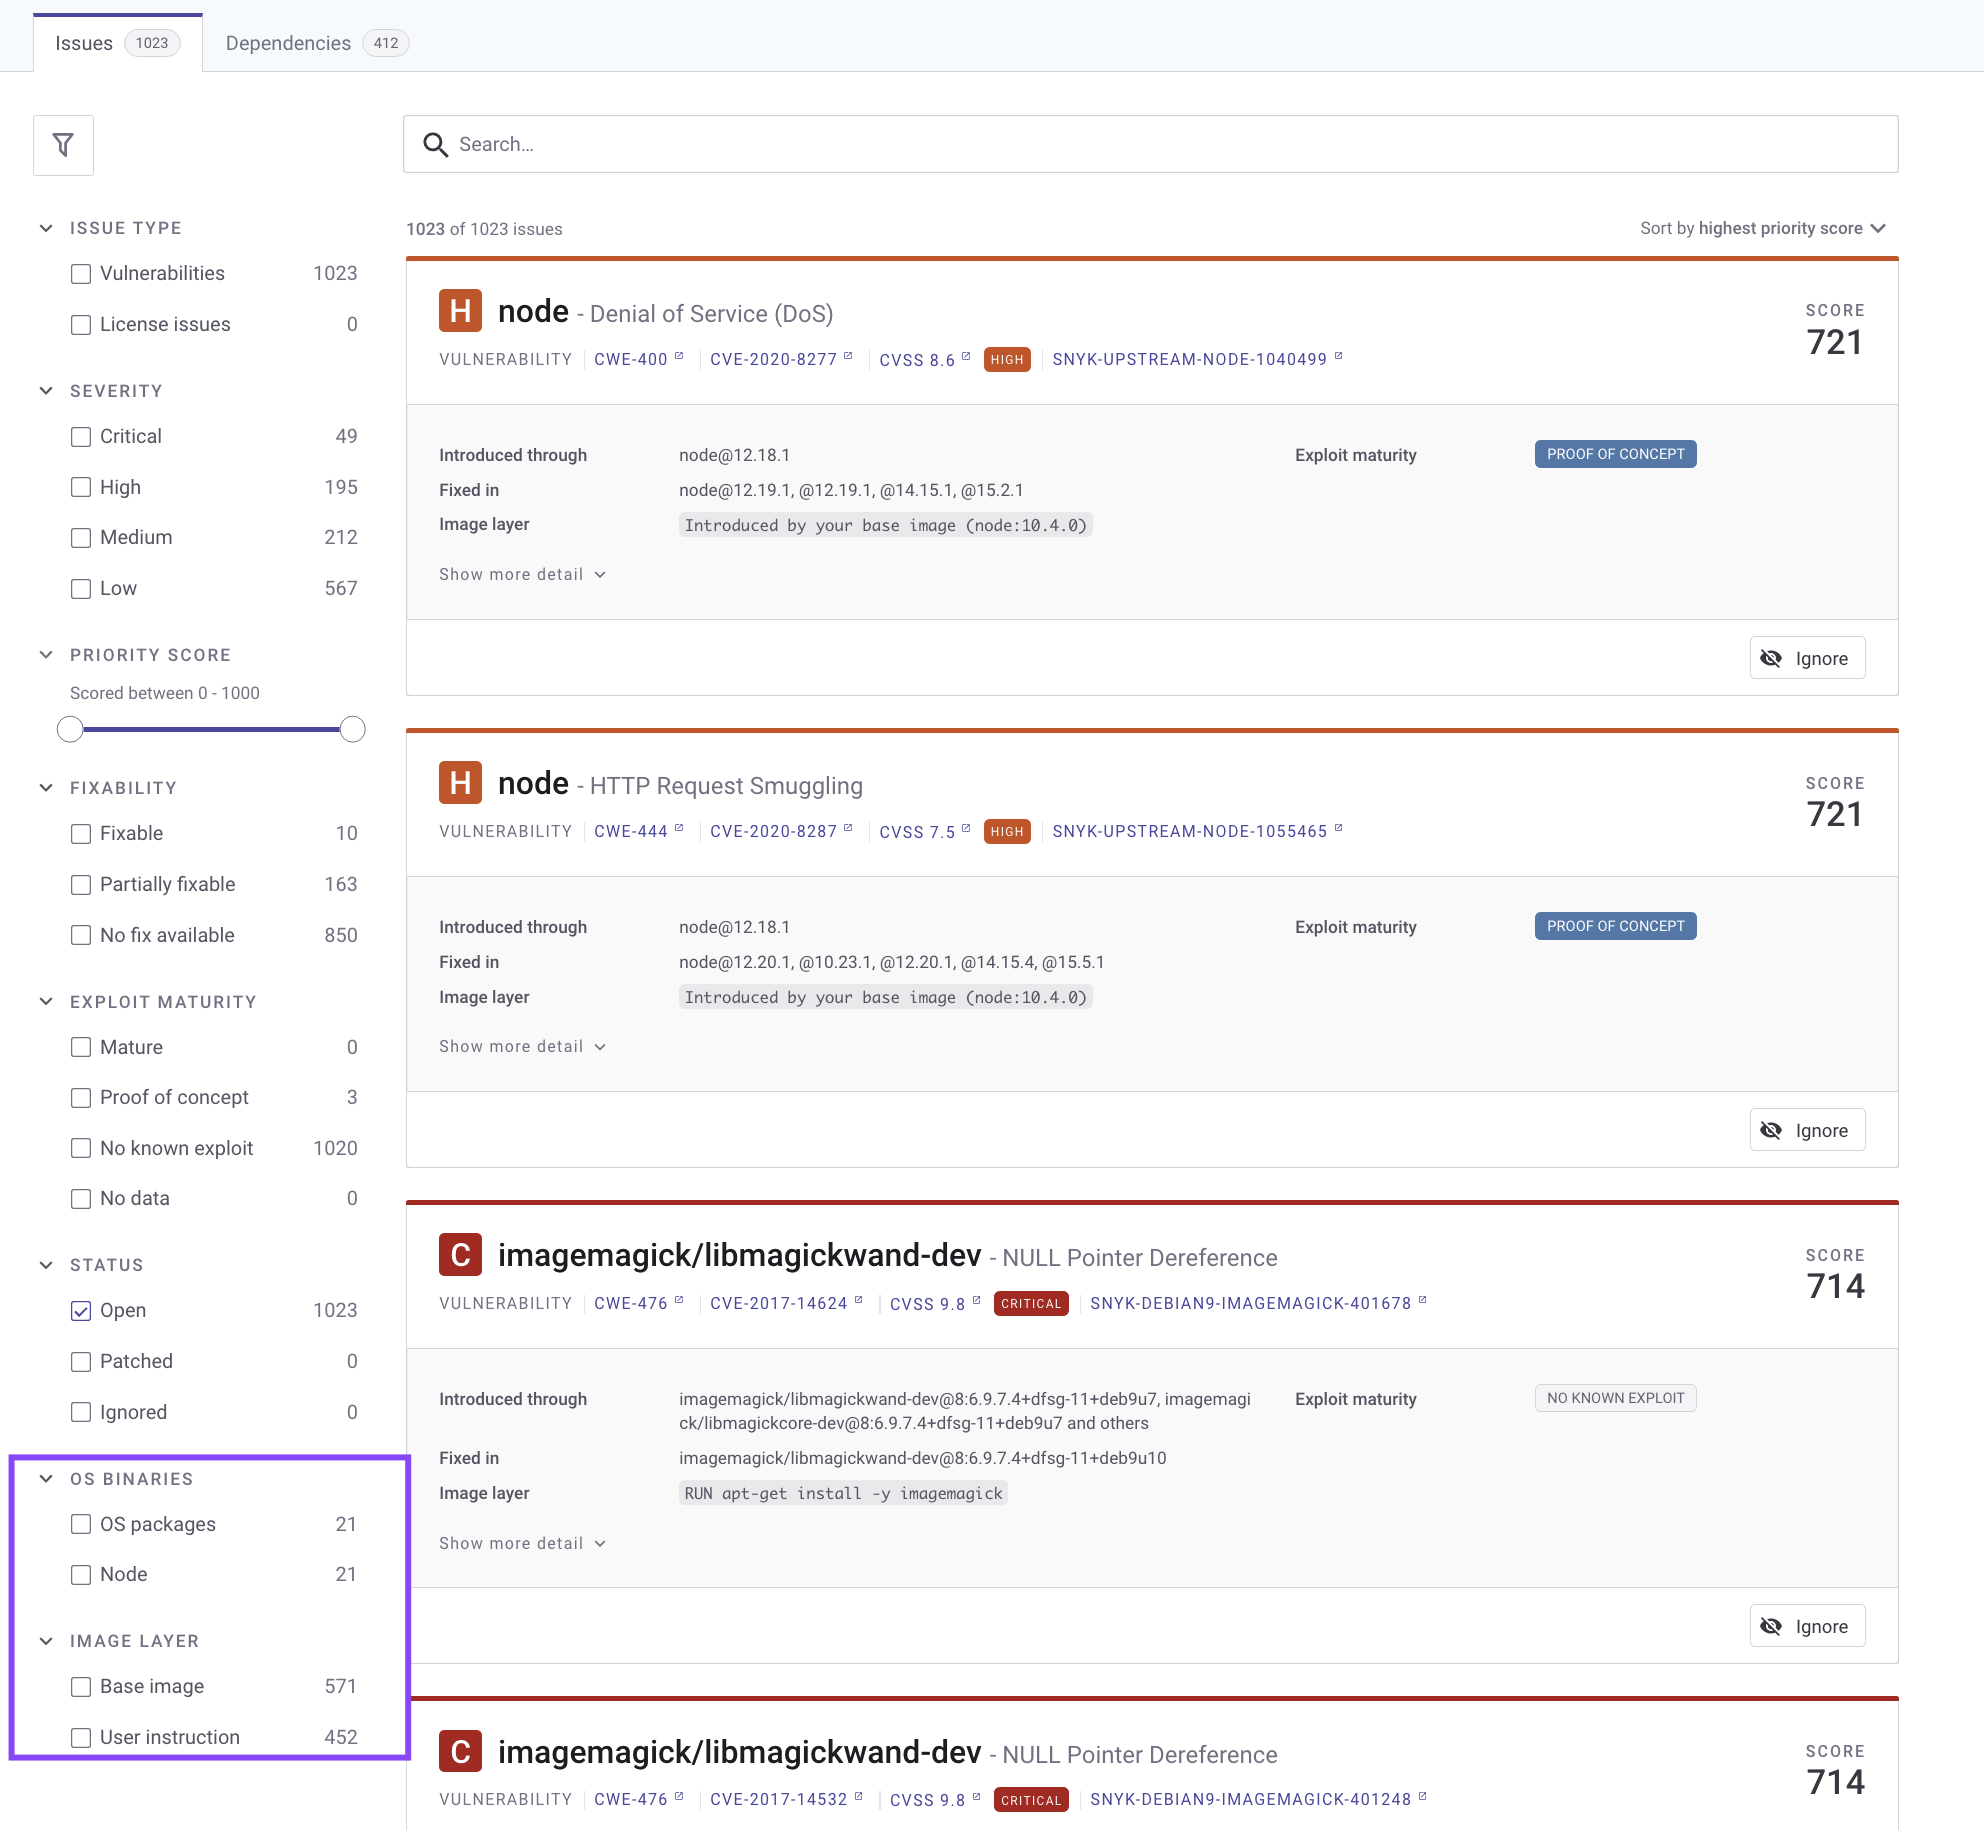 Issues 1023 Dependencies 412
Search...
ISSUE TYPE
Vulnerabilities 1023
License issues 0
SEVERITY
Critical 49
High 195
Medium 212
Low 567
PRIORITY SCORE
Scored between 0 - 1000
FIXABILITY
Fixable 10
Partially fixable 163
No fix available 850
EXPLOIT MATURITY
Mature 0
Proof of concept 3
No known exploit 1020
No data 0
STATUS
Open 1023
Patched 0
Ignored 0
OS BINARIES
OS packages 21
Node 21
IMAGE LAYER
Base image 571
User instruction 452
1023 of 1023 issues Sort by highest priority score
H node - Denial of Service (DoS) SCORE
721
VULNERABILITY CWE-400 CVE-2020-8277 CVSS 8.6 HIGH SNYK-UPSTREAM-NODE-1040499
Introduced through node@12.18.1 Exploit maturity PROOF OF CONCEPT
Fixed in node@12.19.1, @12.19.1, @14.15.1, @15.2.1
Image layer Introduced by your base image (node:10.4.0)
Show more detail
Ignore
H node - HTTP Request Smuggling SCORE
721
VULNERABILITY CWE-444 CVE-2020-8287 CVSS 7.5 HIGH SNYK-UPSTREAM-NODE-1055465
Introduced through node@12.18.1 Exploit maturity PROOF OF CONCEPT
Fixed in node@12.20.1, @10.23.1, @12.20.1, @14.15.4, @15.5.1
Image layer Introduced by your base image (node:10.4.0)
Show more detail
Ignore
C imagemagick/libmagickwand-dev - NULL Pointer Dereference SCORE
714
VULNERABILITY CWE-476 CVE-2017-14624 CVSS 9.8 CRITICAL SNYK-DEBIAN9-IMAGEMAGICK-401678
Introduced through imagemagick/libmagickwand-dev@8:6.9.7.4+dfsg-11+deb9u7, imagemagi Exploit maturity NO KNOWN EXPLOIT
ck/libmagickcore-dev@8:6.9.7.4+dfsg-11+deb9u7 and others
Fixed in imagemagick/libmagickwand-dev@8:6.9.7.4+dfsg-11+deb9u10
Image layer RUN apt-get install -y imagemagick
Show more detail
Ignore
C imagemagick/libmagickwand-dev - NULL Pointer Dereference SCORE
714
VULNERABILITY CWE-476 CVE-2017-14532 CVSS 9.8 CRITICAL SNYK-DEBIAN9-IMAGEMAGICK-401248